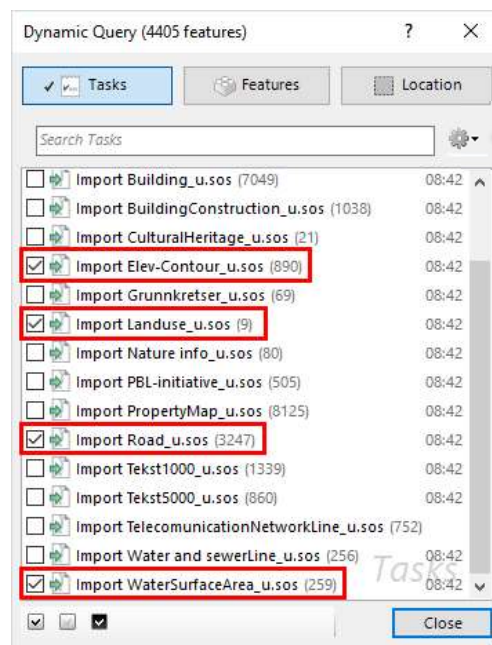 Dynamic Query (4405 features) ? ×
Tasks Features Location
Search Tasks
Import Building_u.sos (7049) 08:42
Import BuildingConstruction_u.sos (1038) 08:42
Import CulturalHeritage_u.sos (21) 08:42
Import Elev-Contour_u.sos (890) 08:42
Import Grunnkretser_u.sos (69) 08:42
Import Landuse_u.sos (9) 08:42
Import Nature info_u.sos (80) 08:42
Import PBL-initiative_u.sos (505) 08:42
Import PropertyMap_u.sos (8125) 08:42
Import Road_u.sos (3247) 08:42
Import Tekst1000_u.sos (1339) 08:42
Import Tekst5000_u.sos (860) 08:42
Import TelecomunicationNetworkLine_u.sos (752)
Import Water and sewerLine_u.sos (256) 08:42
Tasks
Import WaterSurfaceArea_u.sos (259) 08:42
Close